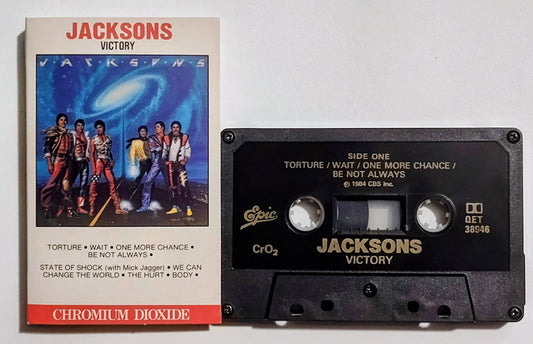 JACKSONS
VICTORY
JACKSONS
TORTURE • WAIT • ONE MORE CHANCE •
BE NOT ALWAYS •
STATE OF SHOCK (with Mick Jagger) • WE CAN
CHANGE THE WORLD • THE HURT • BODY •
CHROMIUM DIOXIDE
SIDE ONE
TORTURE / WAIT / ONE MORE CHANCE /
BE NOT ALWAYS
℗ 1984 CBS Inc.
Epic
QET
38946
CrO₂
JACKSONS
VICTORY